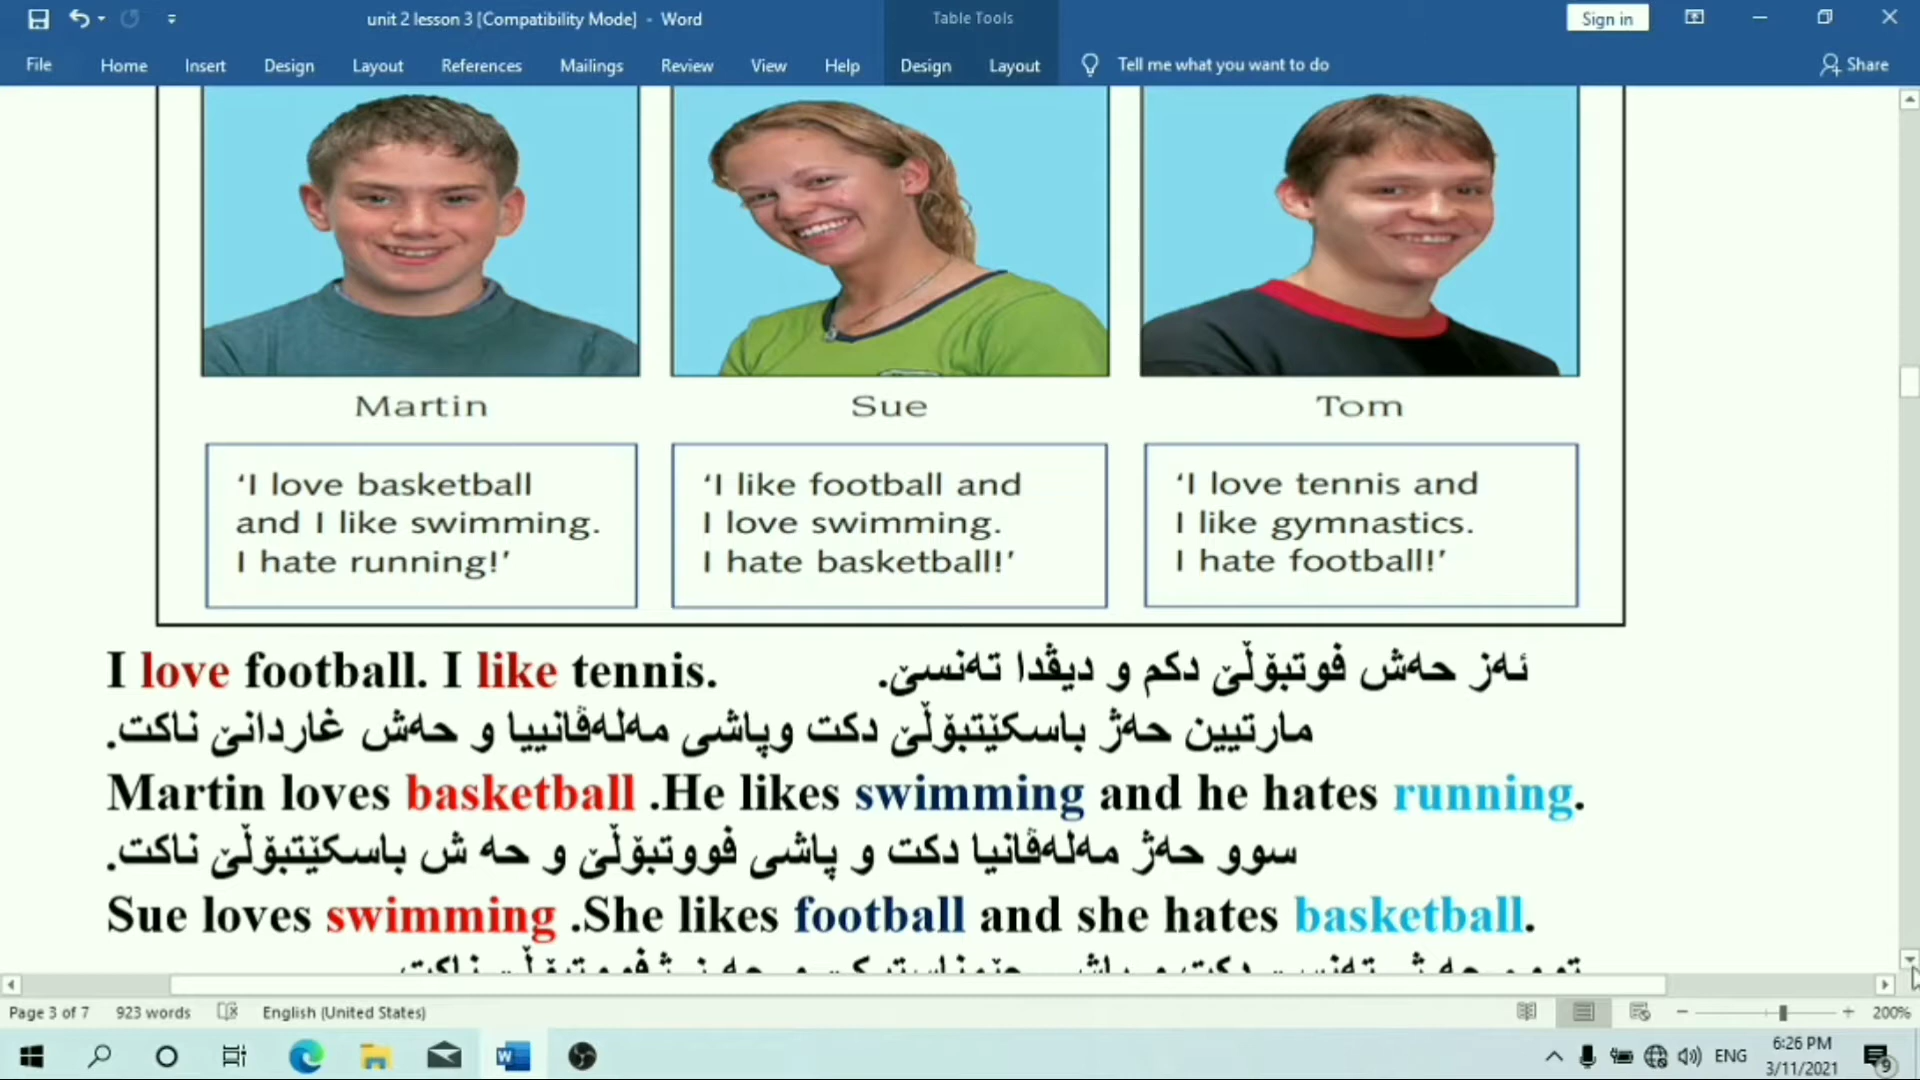 unit 2 lesson 3 [Compatibility Mode] - Word
Table Tools
Sign in
File Home Insert Design Layout References Mailings Review View Help Design Layout Tell me what you want to do Share
Martin Sue Tom
‘I love basketball
and I like swimming.
I hate running!’
‘I like football and
I love swimming.
I hate basketball!’
‘I love tennis and
I like gymnastics.
I hate football!’
I love football. I like tennis. ئەز حەش فوتبۆڵێ دکم و دیڤدا تەنسێ.
مارتیین حەژ باسکێتبۆڵێ دکت وپاشی مەلەڤانییا و حەش غاردانێ ناکت.
Martin loves basketball .He likes swimming and he hates running.
سوو حەژ مەلەڤانیا دکت و پاشی فووتبۆڵێ و حە ش باسکێتبۆڵێ ناکت.
Sue loves swimming .She likes football and she hates basketball.
Page 3 of 7 923 words English (United States) 200%
ENG
6:26 PM
3/11/2021
9